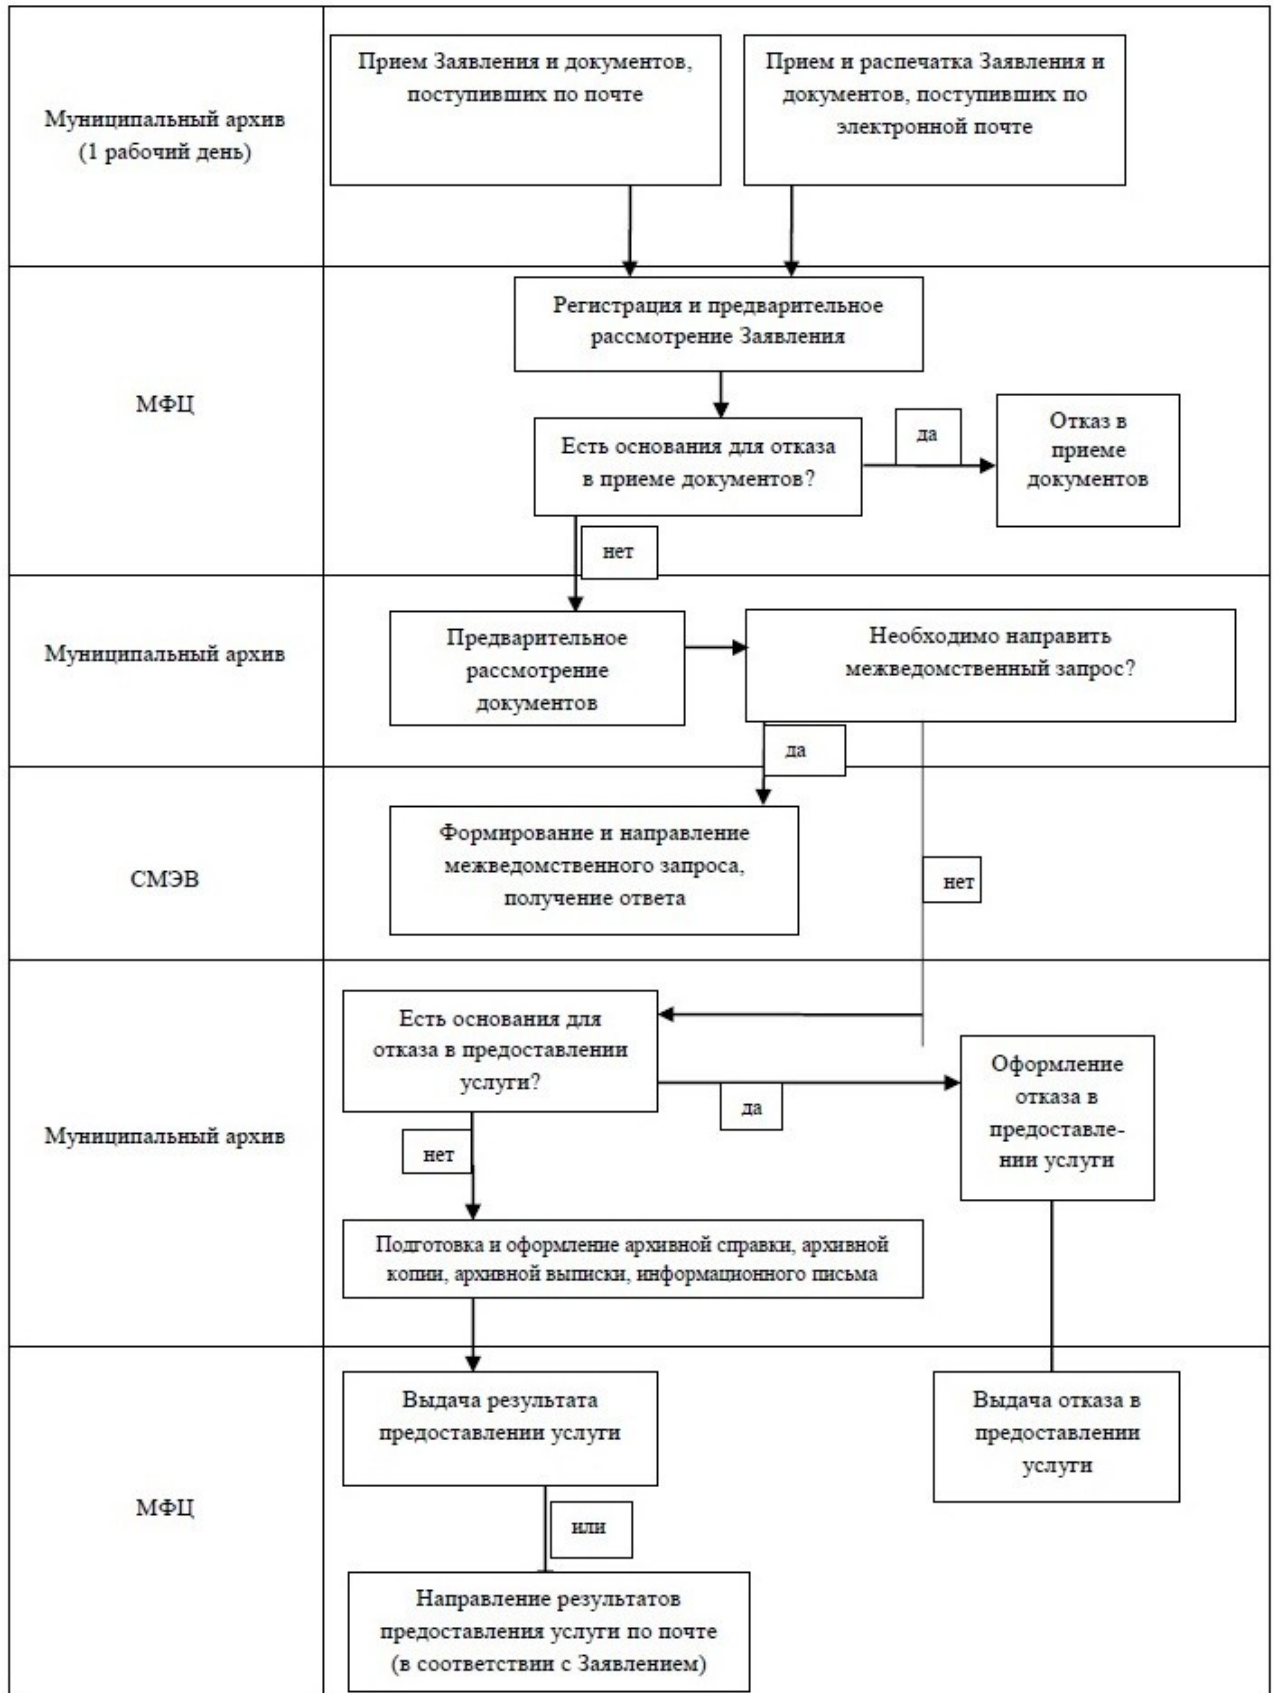 Муниципальный архив
(1 рабочий день)
Прием Заявления и документов,
поступивших по почте
Прием и распечатка Заявления и
документов, поступивших по
электронной почте
МФЦ
Регистрация и предварительное
рассмотрение Заявления
Есть основания для отказа
в приеме документов?
да
Отказ в
приеме
документов
нет
Муниципальный архив
Предварительное
рассмотрение
документов
Необходимо направить
межведомственный запрос?
да
СМЭВ
Формирование и направление
межведомственного запроса,
получение ответа
нет
Муниципальный архив
Есть основания для
отказа в предоставлении
услуги?
да
Оформление
отказа в
предоставле-
нии услуги
нет
Подготовка и оформление архивной справки, архивной
копии, архивной выписки, информационного письма
МФЦ
Выдача результата
предоставлении услуги
Выдача отказа в
предоставлении
услуги
или
Направление результатов
предоставления услуги по почте
(в соответствии с Заявлением)